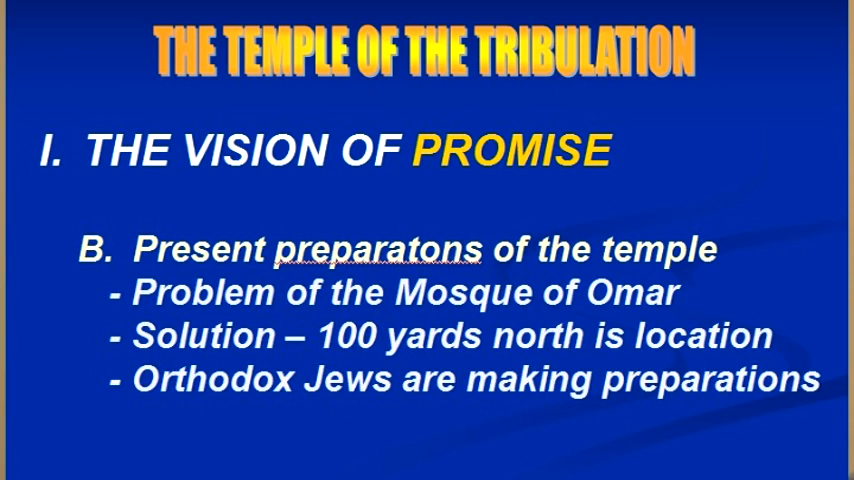 THE TEMPLE OF THE TRIBULATION
I. THE VISION OF PROMISE
B. Present preparatons of the temple
- Problem of the Mosque of Omar
- Solution – 100 yards north is location
- Orthodox Jews are making preparations